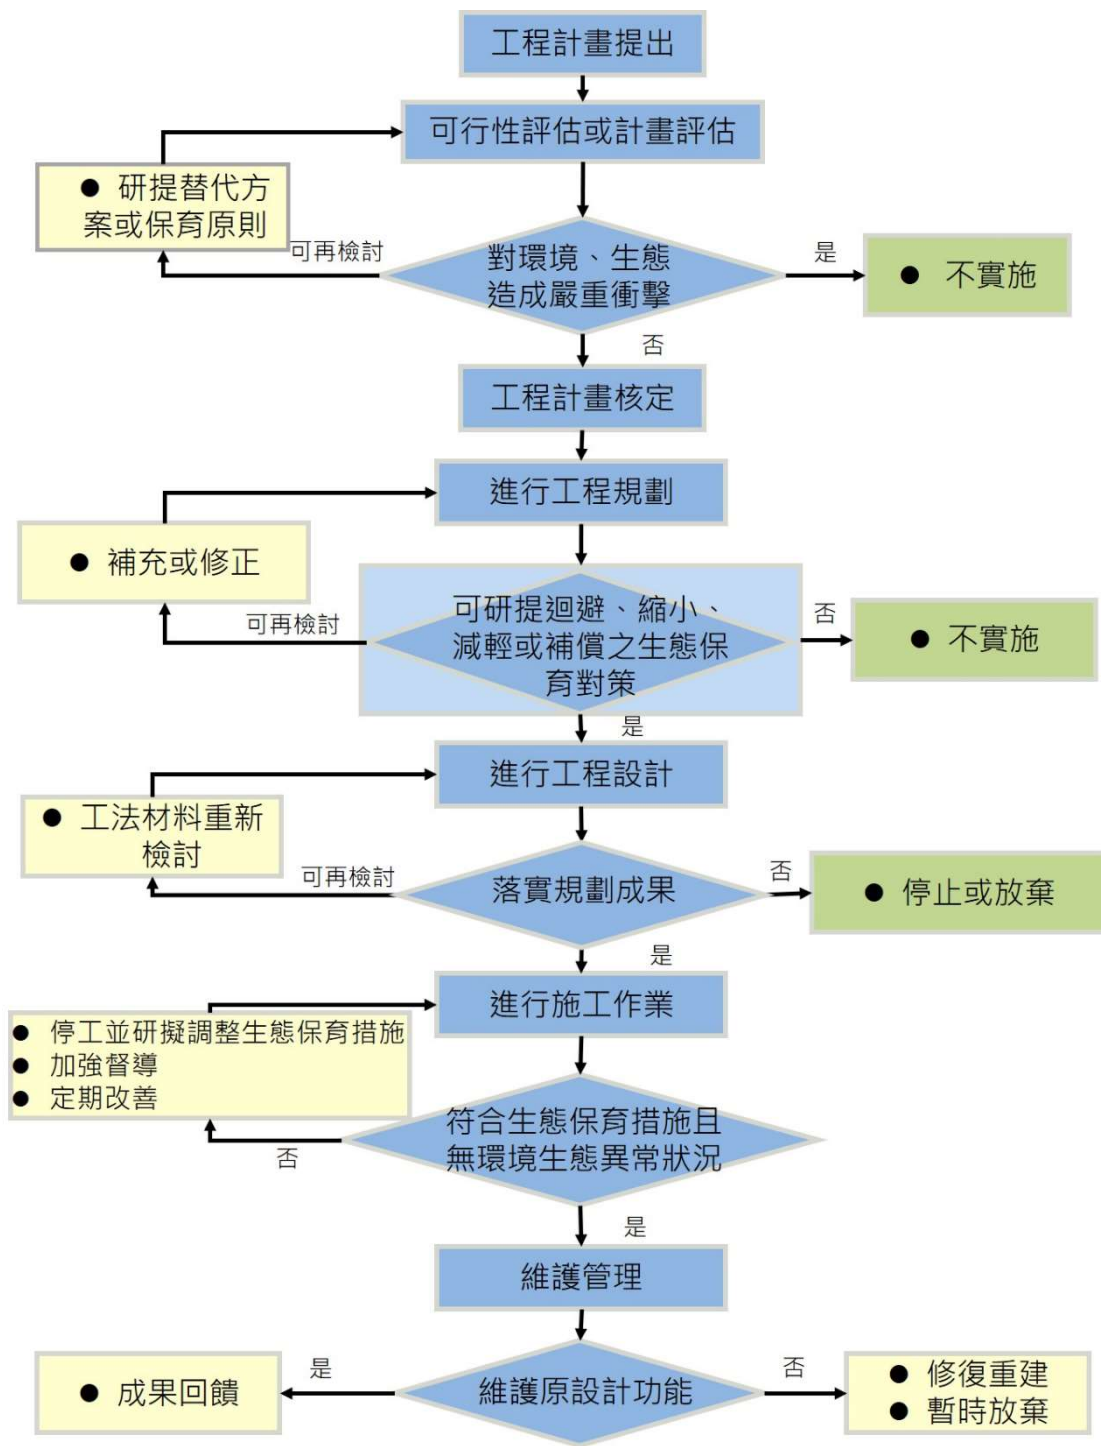 工程計畫提出
可行性評估或計畫評估
● 研提替代方
案或保育原則
可再檢討
對環境、生態
造成嚴重衝擊
是
● 不實施
否
工程計畫核定
進行工程規劃
● 補充或修正
可再檢討
可研提迴避、縮小、
減輕或補償之生態保
育對策
否
● 不實施
是
進行工程設計
● 工法材料重新
檢討
可再檢討
落實規劃成果
否
● 停止或放棄
是
進行施工作業
● 停工並研擬調整生態保育措施
● 加強督導
● 定期改善
否
符合生態保育措施且
無環境生態異常狀況
是
維護管理
● 成果回饋
是
維護原設計功能
否
● 修復重建
● 暫時放棄